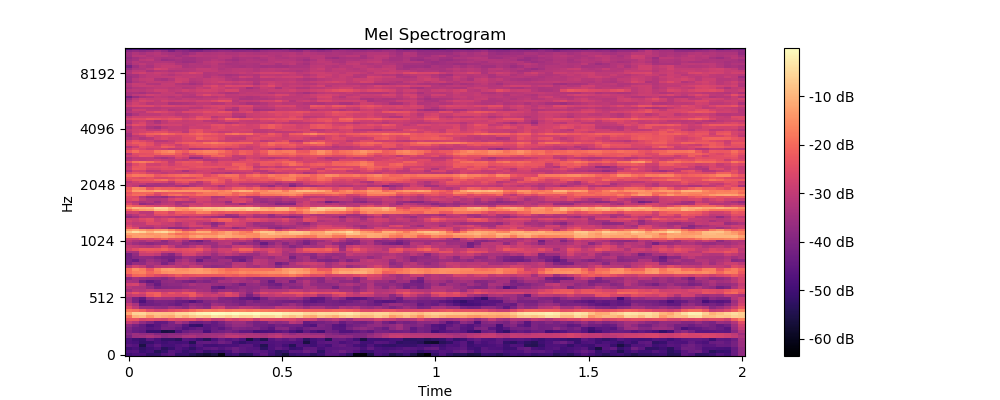 Mel Spectrogram
8192
4096
2048
1024
512
0
Hz
0
0.5
1
1.5
2
Time
-10 dB
-20 dB
-30 dB
-40 dB
-50 dB
-60 dB